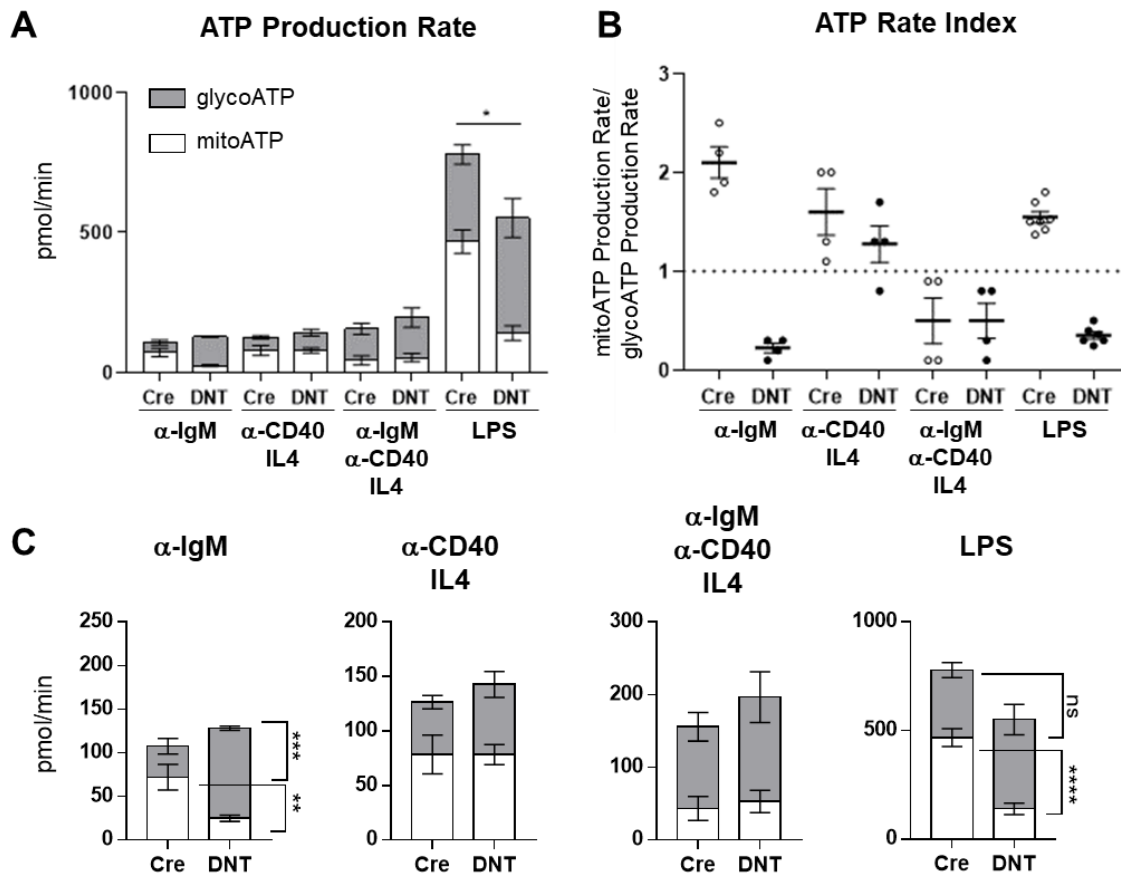 A
ATP Production Rate
pmol/min
1000
500
0
glycoATP
mitoATP
*
Cre DNT Cre DNT Cre DNT Cre DNT
α-IgM α-CD40 α-IgM LPS
IL4 α-CD40
IL4
B
ATP Rate Index
mitoATP Production Rate/
glycoATP Production Rate
3
2
1
0
Cre DNT Cre DNT Cre DNT Cre DNT
α-IgM α-CD40 α-IgM LPS
IL4 α-CD40
IL4
C
α-IgM
pmol/min
250
200
150
100
50
0
***
**
Cre DNT
α-CD40
IL4
200
150
100
50
0
Cre DNT
α-IgM
α-CD40
IL4
300
200
100
0
Cre DNT
LPS
1000
500
0
ns
****
Cre DNT